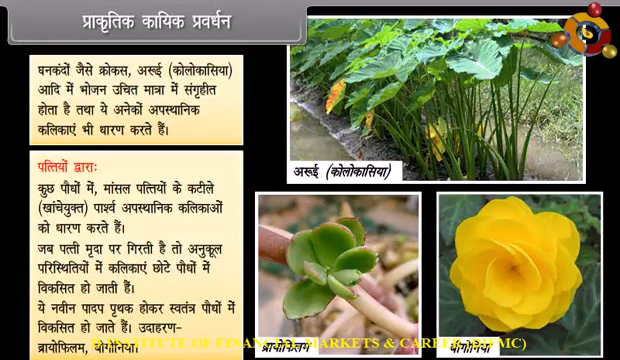 प्राकृतिक कायिक प्रवर्धन
घनकंदों जैसे क्रोकस, अरूई (कोलोकासिया)
आदि में भोजन उचित मात्रा में संगृहीत
होता है तथा ये अनेकों अपस्थानिक
कलिकाएं भी धारण करते हैं।
पत्तियों द्वाराः
कुछ पौधों में, मांसल पत्तियों के कटीले
(खांचेयुक्त) पार्श्व अपस्थानिक कलिकाओं
को धारण करते हैं।
जब पत्ती मृदा पर गिरती है तो अनुकूल
परिस्थितियों में कलिकाएं छोटे पौधों में
विकसित हो जाती हैं।
ये नवीन पादप पृथक होकर स्वतंत्र पौधों में
विकसित हो जाते हैं। उदाहरण-
ब्रायोफिलम, बीगोनिया।
अरूई (कोलोकासिया)
ब्रायोफिलम
बीगोनिया
INSTITUTE OF FINANCIAL MARKETS & CAREER